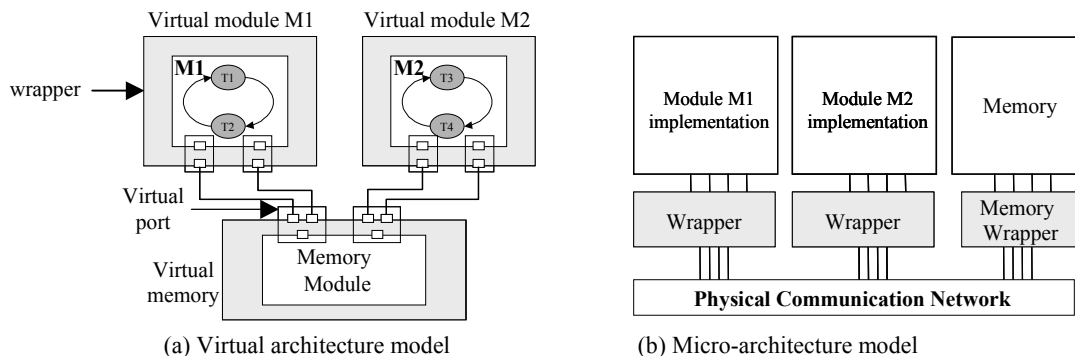 Virtual module M1
Virtual module M2
wrapper
M1
T1
T2
M2
T3
T4
Virtual
port
Virtual
memory
Memory
Module
(a) Virtual architecture model
Module M1
implementation
Module M2
implementation
Memory
Wrapper
Wrapper
Memory
Wrapper
Physical Communication Network
(b) Micro-architecture model